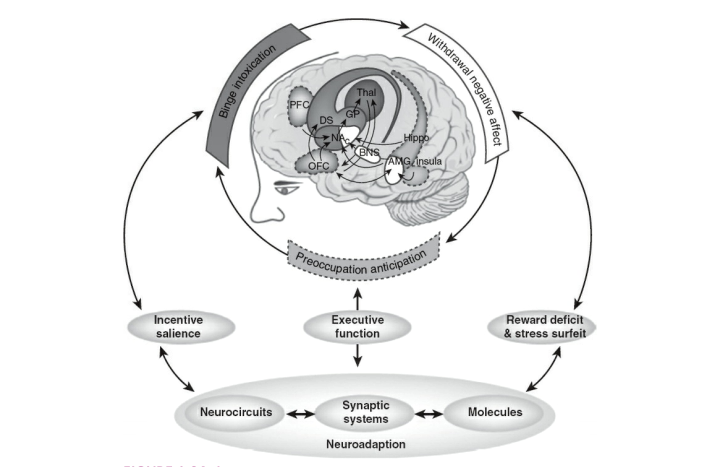 Binge intoxication
Withdrawal negative affect
Thal
PFC
GP
DS
NAc
Hippo
BNS
OFC
AMG, insula
Preoccupation anticipation
Incentive
salience
Executive
function
Reward deficit
& stress surfeit
Neurocircuits
Synaptic
systems
Molecules
Neuroadaption